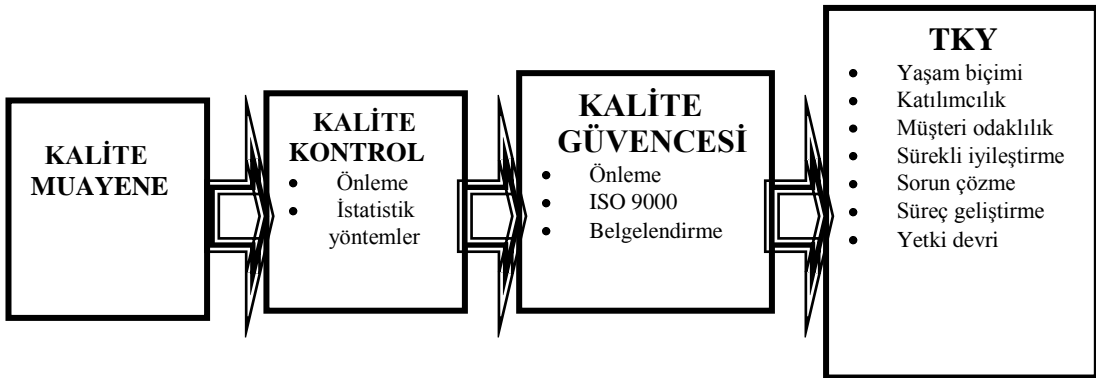 KALİTE
MUAYENE
KALİTE
KONTROL
• Önleme
• İstatistik
yöntemler
KALİTE
GÜVENCESİ
• Önleme
• ISO 9000
• Belgelendirme
TKY
• Yaşam biçimi
• Katılımcılık
• Müşteri odaklılık
• Sürekli iyileştirme
• Sorun çözme
• Süreç geliştirme
• Yetki devri